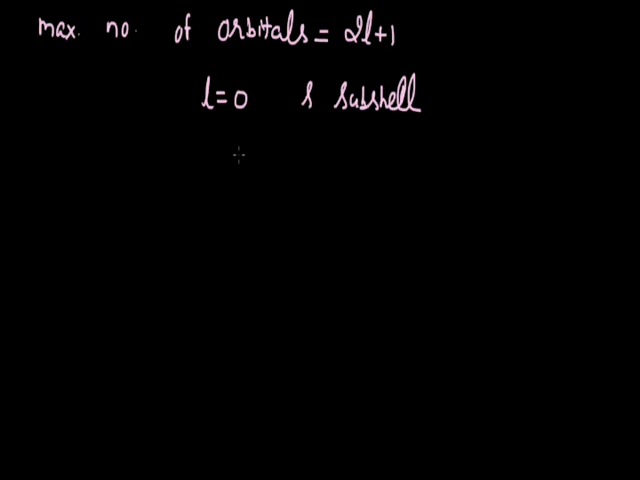 max. no. of orbitals = 2l+1
l=0 s subshell